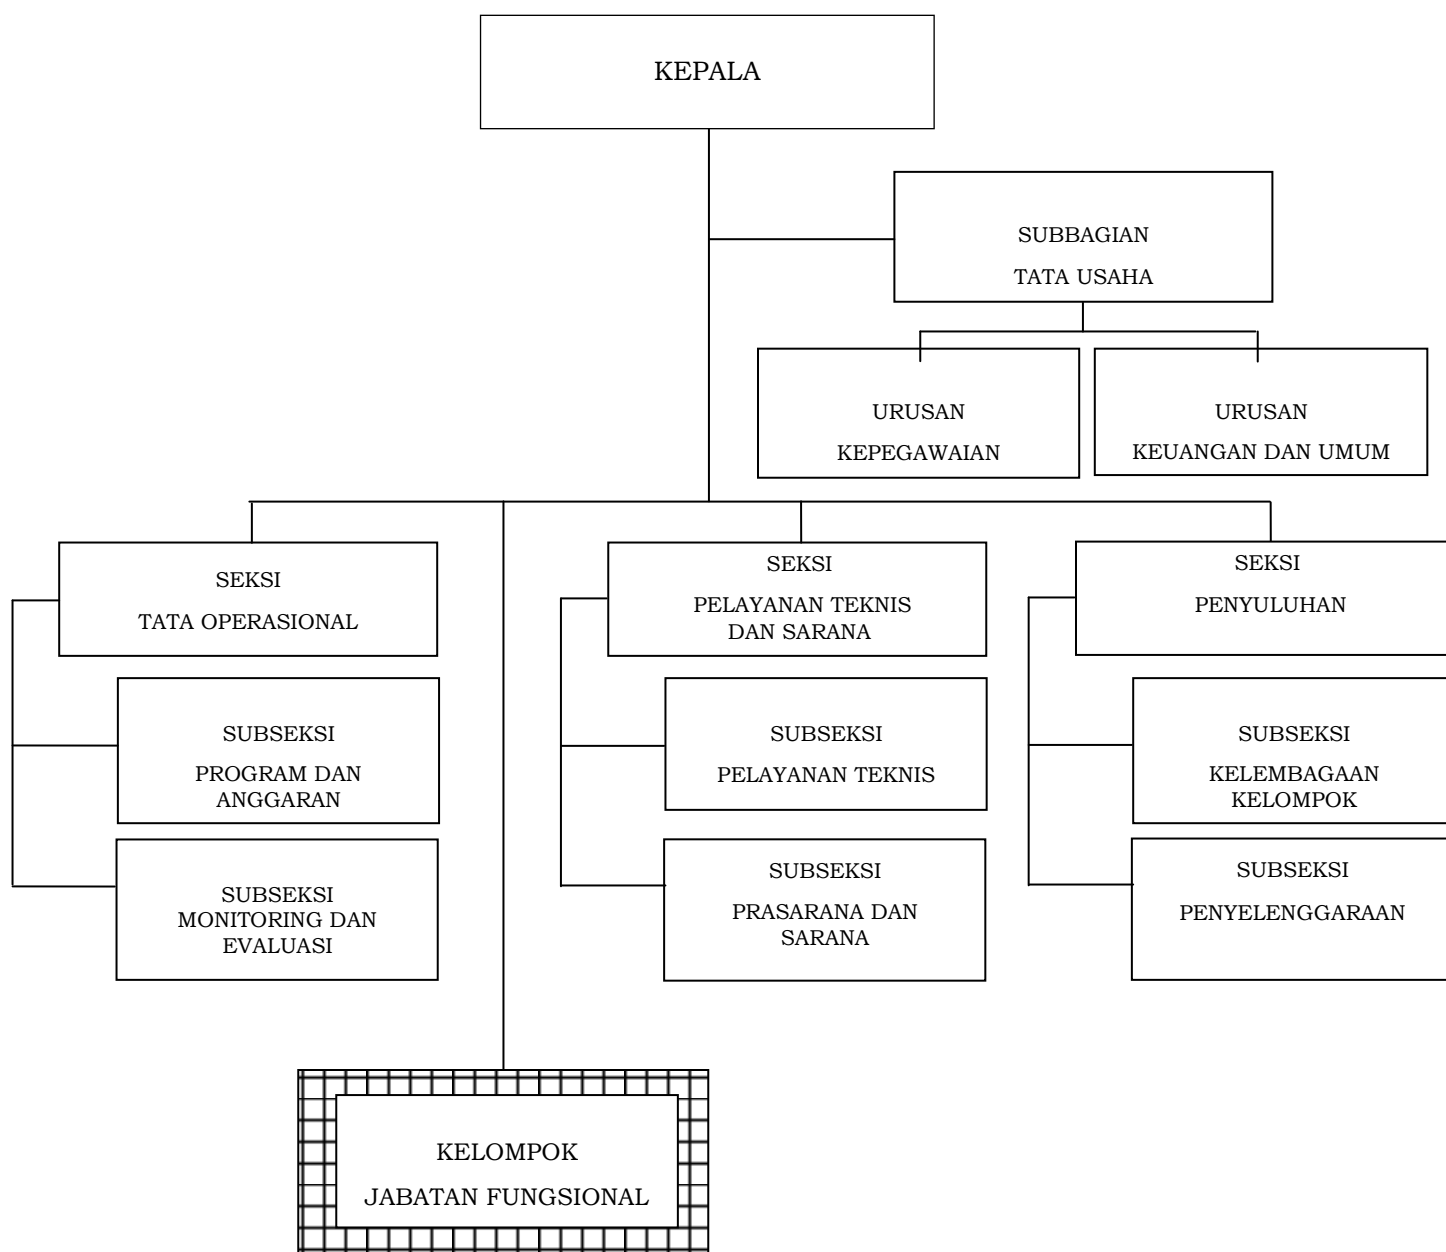 KEPALA
SUBBAGIAN
TATA USAHA
URUSAN
KEPEGAWAIAN
URUSAN
KEUANGAN DAN UMUM
SEKSI
TATA OPERASIONAL
SUBSEKSI
PROGRAM DAN
ANGGARAN
SUBSEKSI
MONITORING DAN
EVALUASI
SEKSI
PELAYANAN TEKNIS
DAN SARANA
SUBSEKSI
PELAYANAN TEKNIS
SUBSEKSI
PRASARANA DAN
SARANA
SEKSI
PENYULUHAN
SUBSEKSI
KELEMBAGAAN
KELOMPOK
SUBSEKSI
PENYELENGGARAAN
KELOMPOK
JABATAN FUNGSIONAL